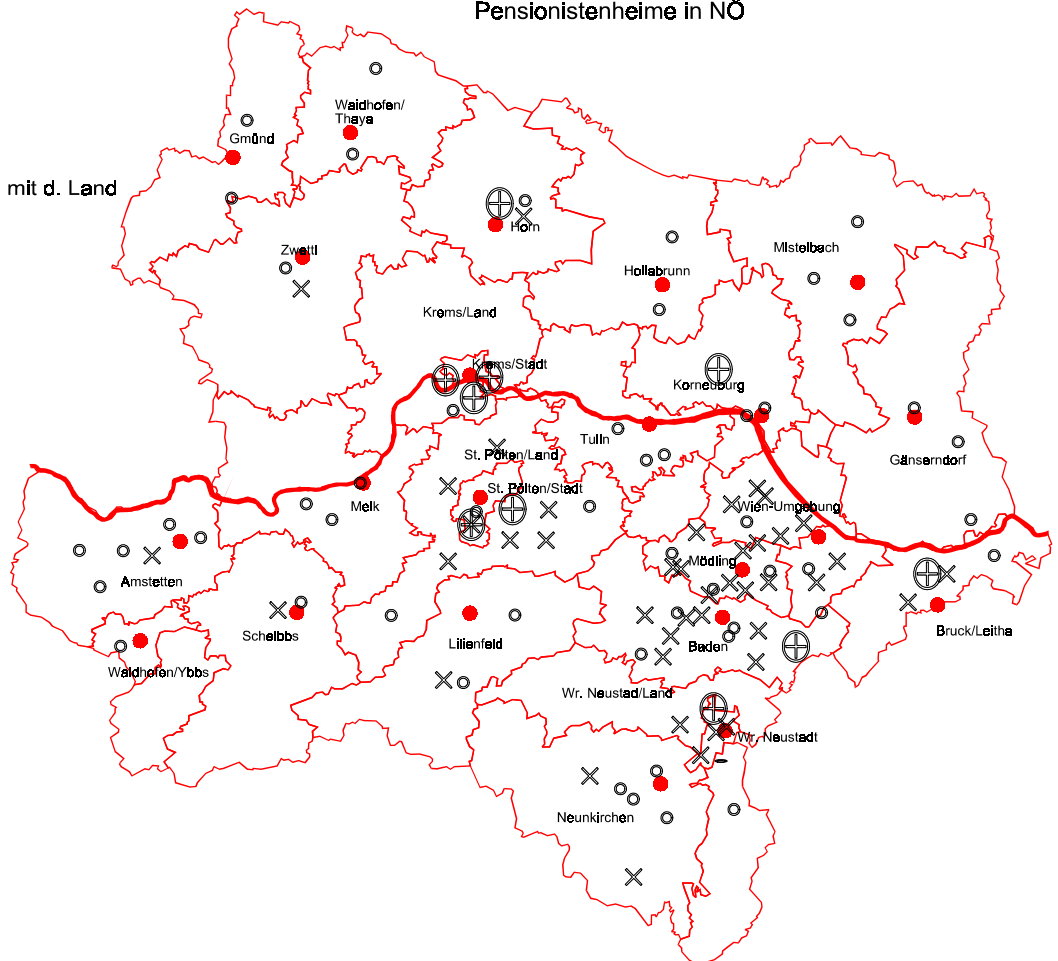 Pensionistenheime in NÖ
Waidhofen/
Thaya
Gmünd
mit d. Land
Horn
Zwettl
Mistelbach
Hollabrunn
Krems/Land
Krems/Stadt
Korneuburg
Tulln
St. Pölten/Land
Gänserndorf
St. Pölten/Stadt
Melk
Wien-Umgebung
Mödling
Amstetten
Scheibbs
Lilienfeld
Baden
Bruck/Leitha
Waidhofen/Ybbs
Wr. Neustad/Land
Wr. Neustadt
Neunkirchen